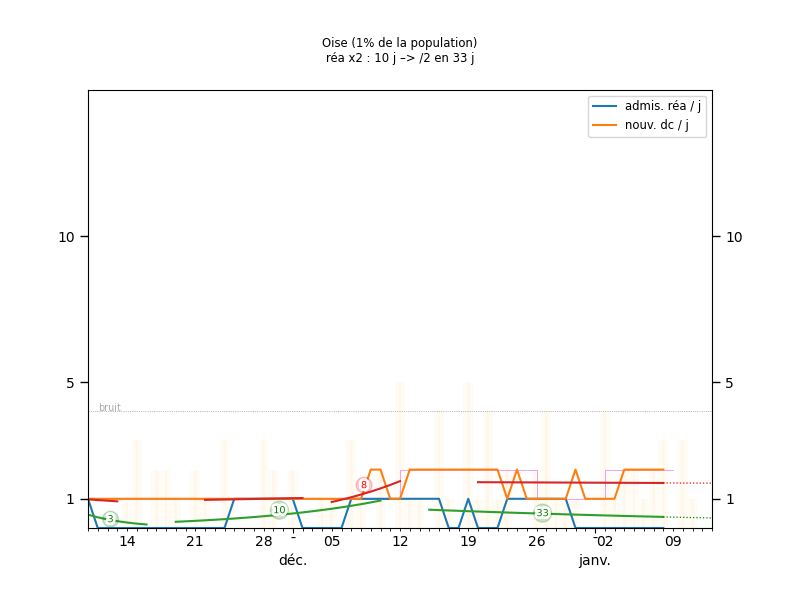 Oise (1% de la population)
réa x2 : 10 j –> /2 en 33 j
admis. réa / j
nouv. dc / j
10
10
5
5
bruit
1
1
3
10
8
33
14
21
28
05
12
19
26
02
09
déc.
janv.